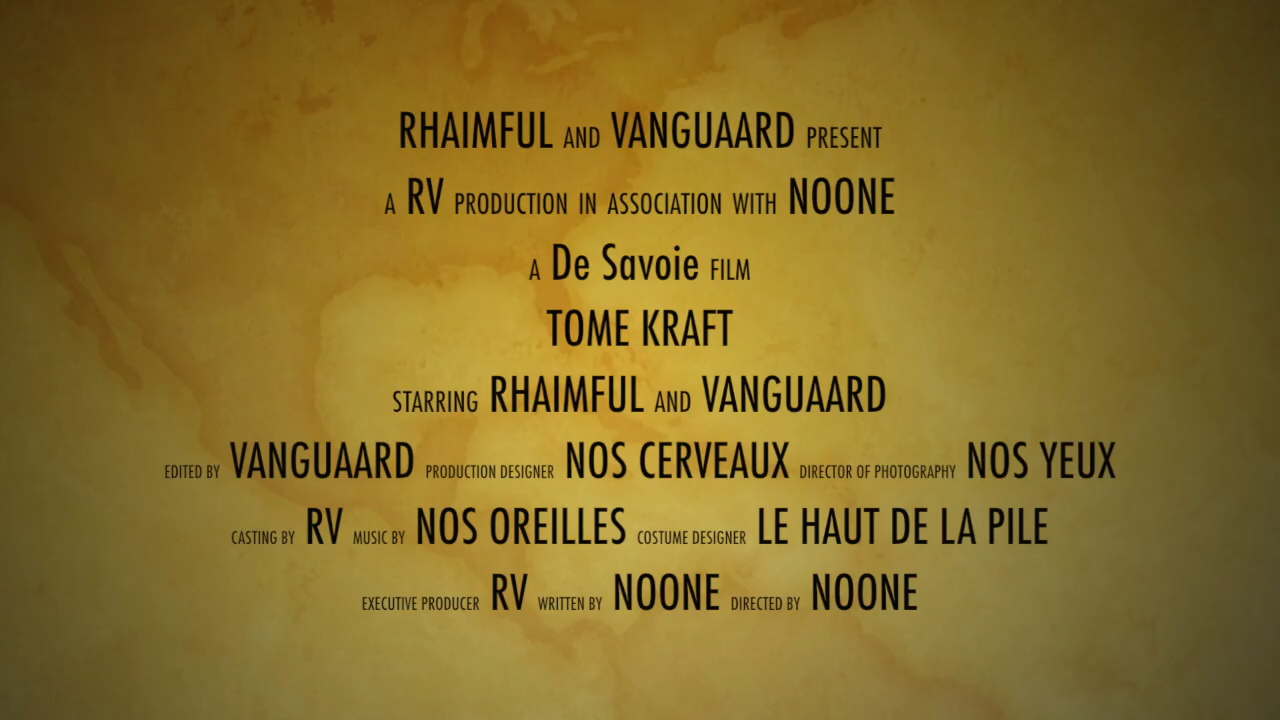 RHAIMFUL AND VANGUAARD PRESENT
A RV PRODUCTION IN ASSOCIATION WITH NOONE
A De Savoie FILM
TOME KRAFT
STARRING RHAIMFUL AND VANGUAARD
EDITED BY VANGUAARD PRODUCTION DESIGNER NOS CERVEAUX DIRECTOR OF PHOTOGRAPHY NOS YEUX
CASTING BY RV MUSIC BY NOS OREILLES COSTUME DESIGNER LE HAUT DE LA PILE
EXECUTIVE PRODUCER RV WRITTEN BY NOONE DIRECTED BY NOONE